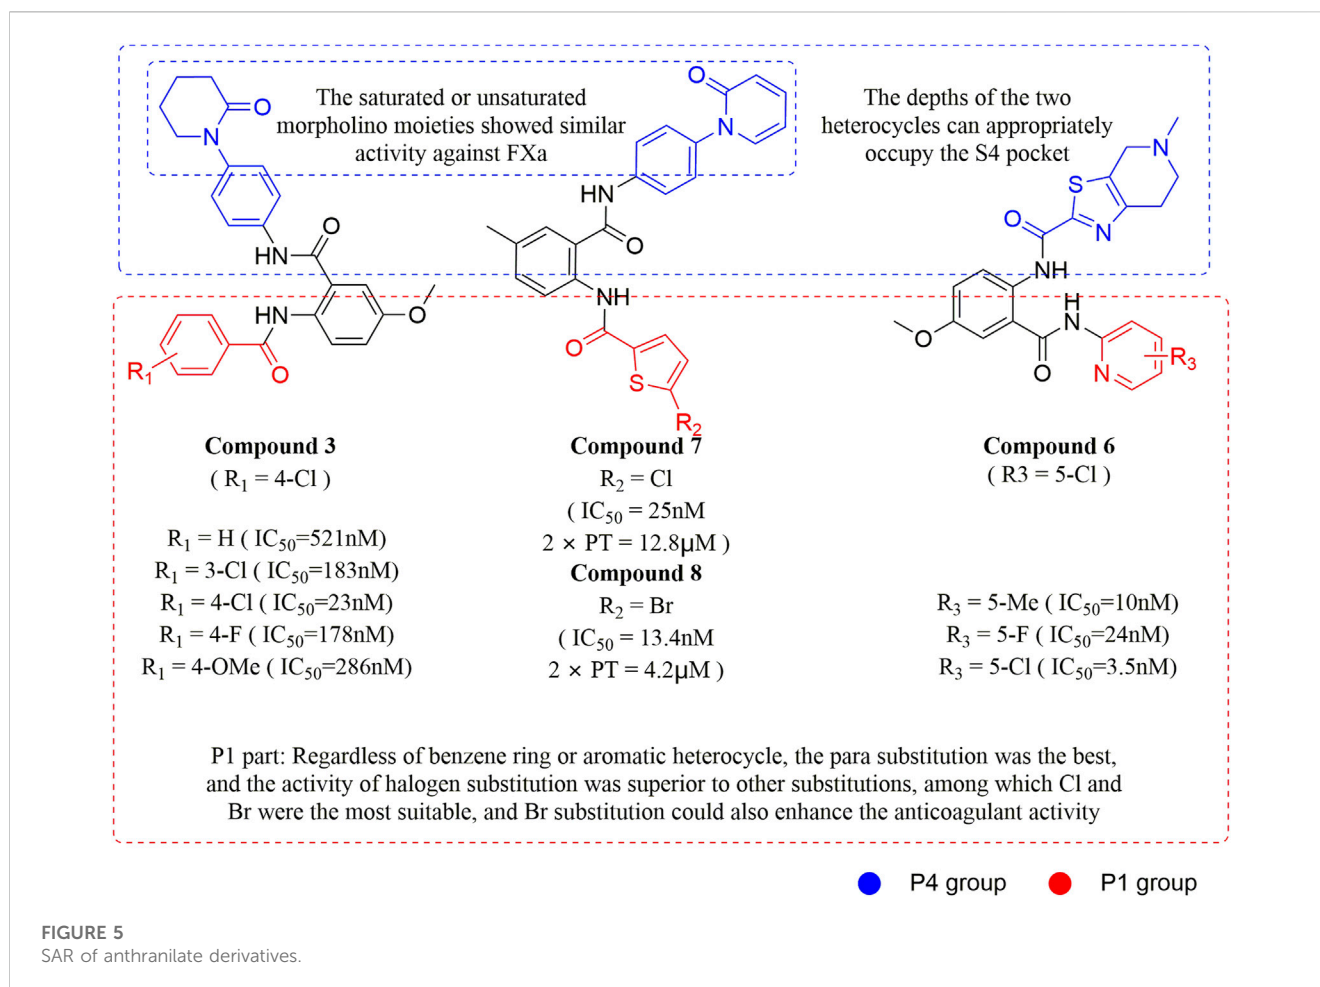 The saturated or unsaturated
morpholino moieties showed similar
activity against FXa
The depths of the two
heterocycles can appropriately
occupy the S4 pocket
O
N
HN
O
HN
O
O
R1
O
N
HN
O
NH
O
S
R2
N
S
N
O
NH
H
N
O
O
N
R3
Compound 3
( R1 = 4-Cl )
R1 = H ( IC50=521nM)
R1 = 3-Cl ( IC50=183nM)
R1 = 4-Cl ( IC50=23nM)
R1 = 4-F ( IC50=178nM)
R1 = 4-OMe ( IC50=286nM)
Compound 7
R2 = Cl
( IC50 = 25nM
2 × PT = 12.8μM )
Compound 8
R2 = Br
( IC50 = 13.4nM
2 × PT = 4.2μM )
Compound 6
( R3 = 5-Cl )
R3 = 5-Me ( IC50=10nM)
R3 = 5-F ( IC50=24nM)
R3 = 5-Cl ( IC50=3.5nM)
P1 part: Regardless of benzene ring or aromatic heterocycle, the para substitution was the best,
and the activity of halogen substitution was superior to other substitutions, among which Cl and
Br were the most suitable, and Br substitution could also enhance the anticoagulant activity
P4 group
P1 group
FIGURE 5
SAR of anthranilate derivatives.